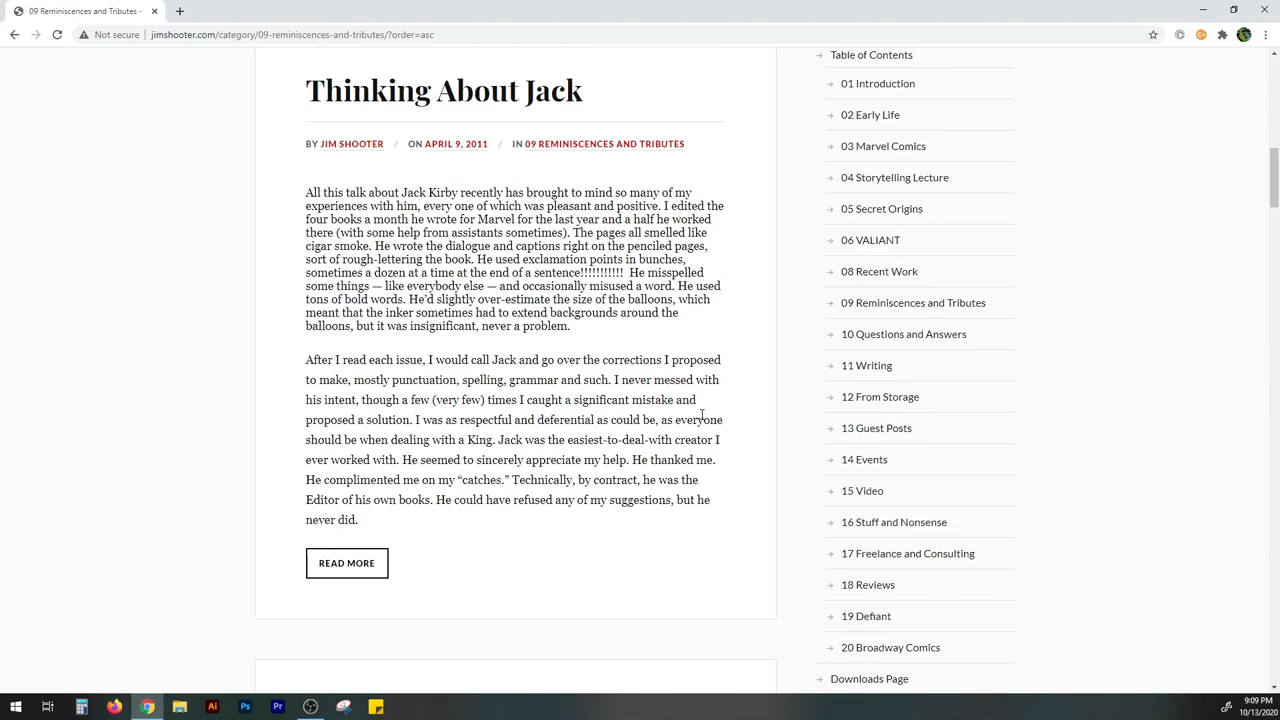 09 Reminiscences and Tributes –
Not secure
jimshooter.com/category/09-reminiscences-and-tributes/?order=asc
Thinking About Jack
BY JIM SHOOTER / ON APRIL 9, 2011 / IN 09 REMINISCENCES AND TRIBUTES
All this talk about Jack Kirby recently has brought to mind so many of my
experiences with him, every one of which was pleasant and positive. I edited the
four books a month he wrote for Marvel for the last year and a half he worked
there (with some help from assistants sometimes). The pages all smelled like
cigar smoke. He wrote the dialogue and captions right on the penciled pages,
sort of rough-lettering the book. He used exclamation points in bunches,
sometimes a dozen at a time at the end of a sentence!!!!!!!!!!!  He misspelled
some things — like everybody else — and occasionally misused a word. He used
tons of bold words. He’d slightly over-estimate the size of the balloons, which
meant that the inker sometimes had to extend backgrounds around the
balloons, but it was insignificant, never a problem.
After I read each issue, I would call Jack and go over the corrections I proposed
to make, mostly punctuation, spelling, grammar and such. I never messed with
his intent, though a few (very few) times I caught a significant mistake and
proposed a solution. I was as respectful and deferential as could be, as everyone
should be when dealing with a King. Jack was the easiest-to-deal-with creator I
ever worked with. He seemed to sincerely appreciate my help. He thanked me.
He complimented me on my “catches.” Technically, by contract, he was the
Editor of his own books. He could have refused any of my suggestions, but he
never did.
READ MORE
Table of Contents
01 Introduction
02 Early Life
03 Marvel Comics
04 Storytelling Lecture
05 Secret Origins
06 VALIANT
08 Recent Work
09 Reminiscences and Tributes
10 Questions and Answers
11 Writing
12 From Storage
13 Guest Posts
14 Events
15 Video
16 Stuff and Nonsense
17 Freelance and Consulting
18 Reviews
19 Defiant
20 Broadway Comics
Downloads Page
Ai
Ps
Pr
9:09 PM
10/13/2020